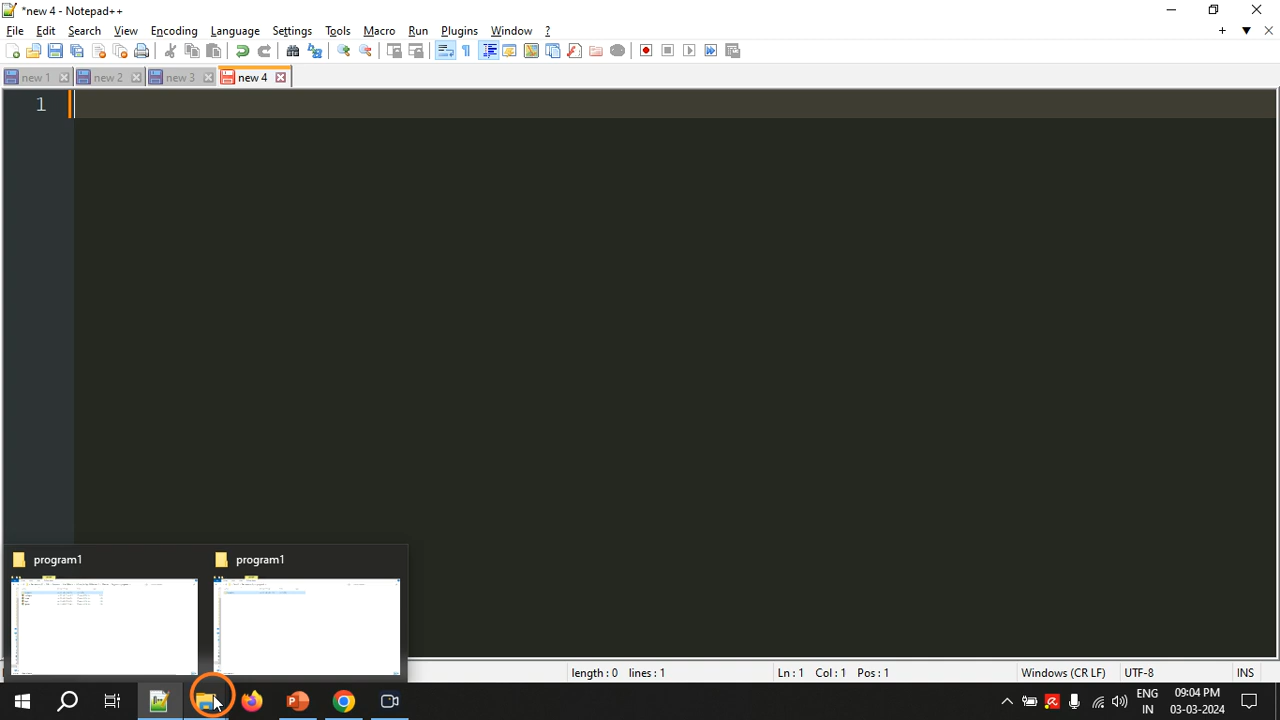 *new 4 - Notepad++
File Edit Search View Encoding Language Settings Tools Macro Run Plugins Window ?
new 1 new 2 new 3 new 4
1
program1 program1
length : 0 lines : 1 Ln : 1 Col : 1 Pos : 1 Windows (CR LF) UTF-8 INS
ENG 09:04 PM
IN 03-03-2024